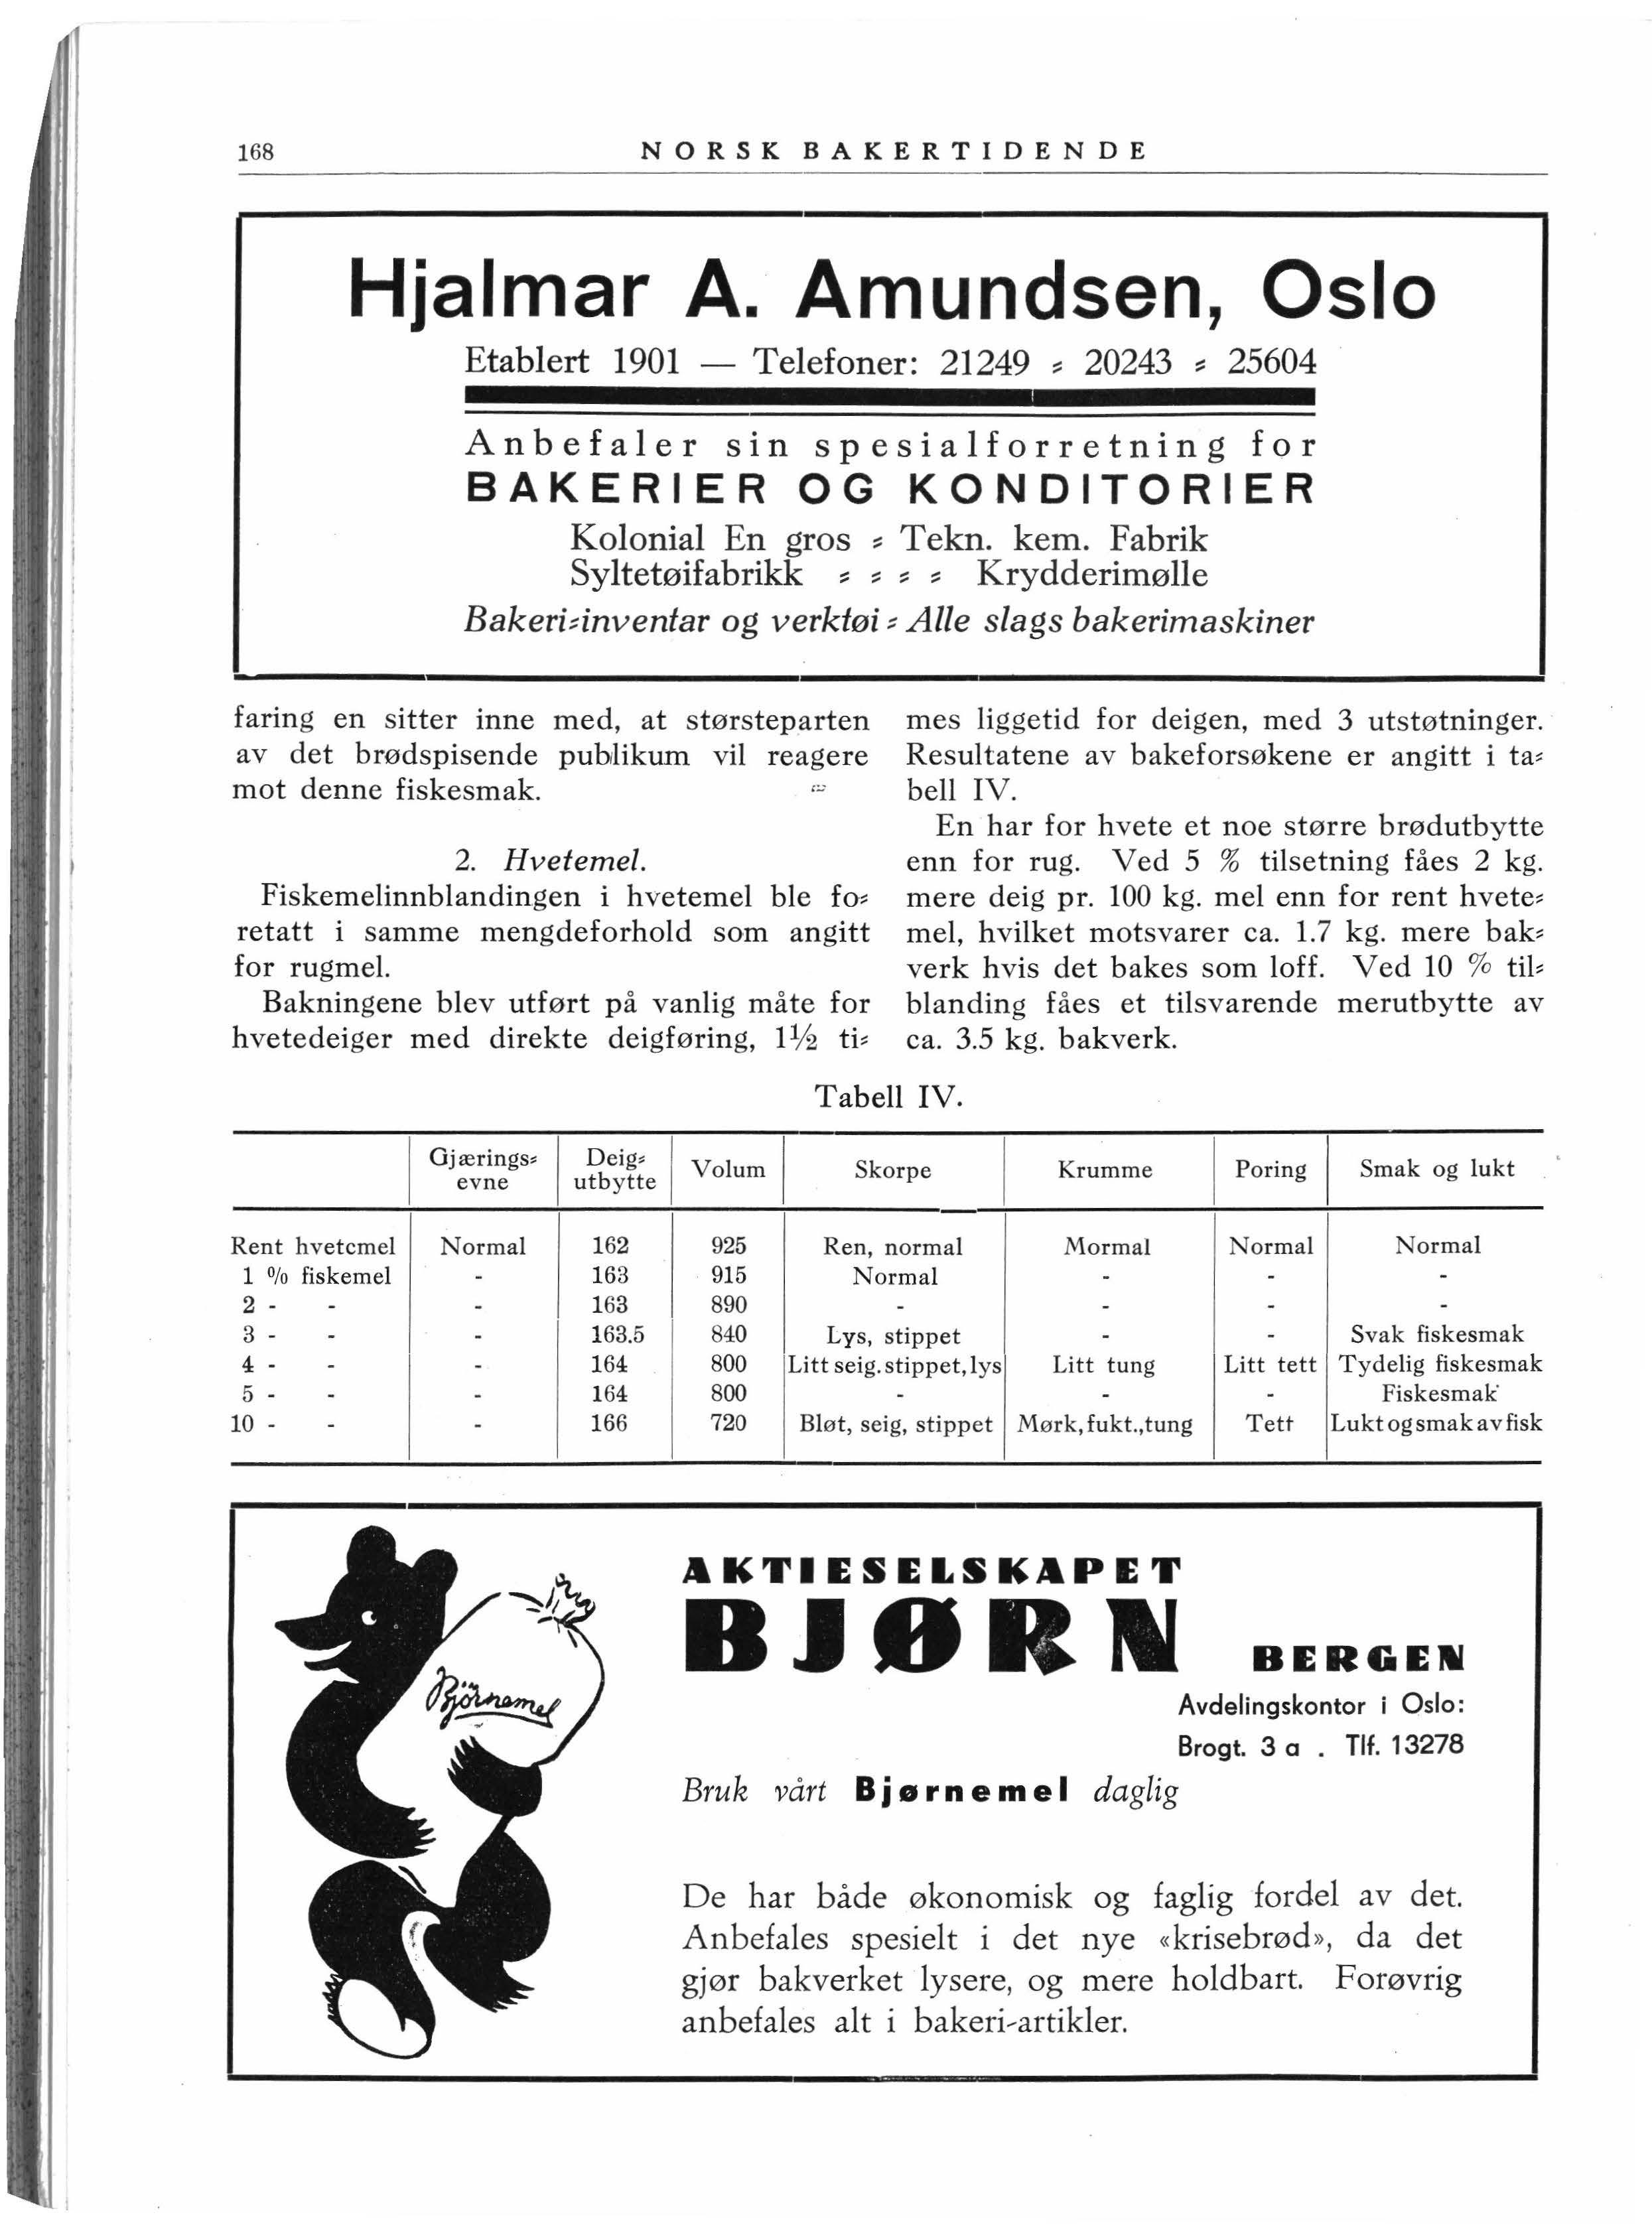 168
NORSK BAKERTIDENDE
Hjalmar A. Amundsen, Oslo
Etablert 1901 — Telefoner: 21249 - 20243 - 25604
Anbefaler sin spesialforretning for
BAKERIER OG KONDITORIER
Kolonial En gros - Tekn. kem. Fabrik
Syltetøifabrikk - - - - Krydderimølle
Bakeri-inventar og verktøi - Alle slags bakerimaskiner
faring en sitter inne med, at størsteparten
av det brødspisende publikum vil reagere
mot denne fiskesmak.
2. Hvetemel.
Fiskemelinnblandingen i hvetemel ble fo-
retatt i samme mengdeforhold som angitt
for rugmel.
Bakningene blev utført på vanlig måte for
hvetedeiger med direkte deigføring, 1½ ti-
mes liggetid for deigen, med 3 utstøtninger.
Resultatene av bakeforsøkene er angitt i ta-
bell IV.
En har for hvete et noe større brødutbytte
enn for rug. Ved 5 % tilsetning fåes 2 kg.
mere deig pr. 100 kg. mel enn for rent hvete-
mel, hvilket motsvarer ca. 1.7 kg. mere bak-
verk hvis det bakes som loff. Ved 10 % til-
blanding fåes et tilsvarende merutbytte av
ca. 3.5 kg. bakverk.
Tabell IV.
Gjærings-evne Deig-utbytte Volum Skorpe Krumme Poring Smak og lukt
Rent hvetemel Normal 162 925 Ren, normal Mormal Normal Normal
1 % fiskemel - 163 915 Normal - - -
2 - - - 163 890 - - - -
3 - - - 163.5 840 Lys, stippet - - Svak fiskesmak
4 - - - 164 800 Litt seig.stippet,lys Litt tung Litt tett Tydelig fiskesmak
5 - - - 164 800 - - - Fiskesmak
10 - - - 166 720 Bløt, seig, stippet Mørk,fukt.,tung Tett Lukt og smak av fisk
Björnemel
AKTIESELSKAPET
BJØRN BERGEN
Avdelingskontor i Oslo:
Brogt. 3 a . Tlf. 13278
Bruk vårt Bjørnemel daglig
De har både økonomisk og faglig fordel av det.
Anbefales spesielt i det nye «krisebrød», da det
gjør bakverket lysere, og mere holdbart. Forøvrig
anbefales alt i bakeri-artikler.